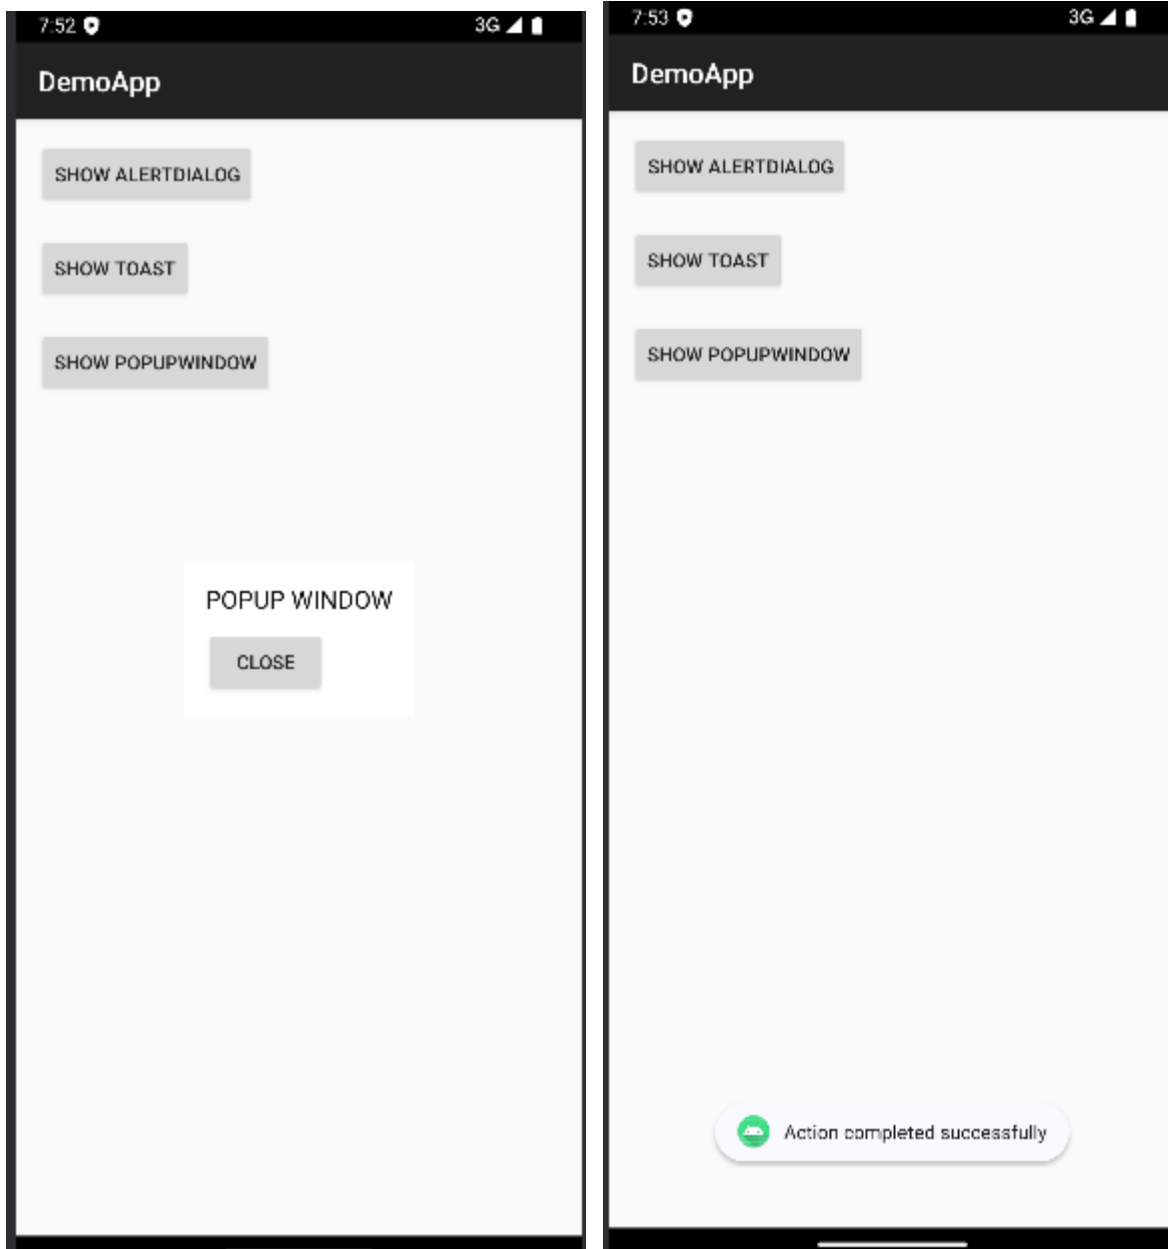 7:52
3G
DemoApp
SHOW ALERTDIALOG
SHOW TOAST
SHOW POPUPWINDOW
POPUP WINDOW
CLOSE
7:53
3G
DemoApp
SHOW ALERTDIALOG
SHOW TOAST
SHOW POPUPWINDOW
Action completed successfully